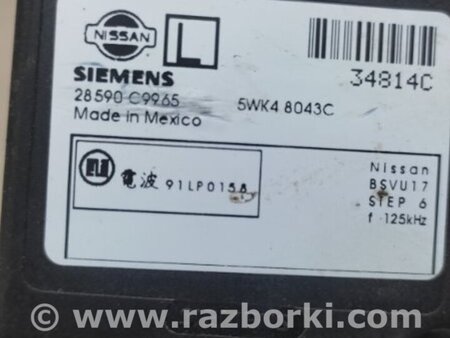 NISSAN
L
34814C
SIEMENS
28590 C9965 5WK4 8043C
Made in Mexico
電波 91LP0158
Nissan
BSVU17
STEP 6
f 125kHz
© www.razborki.com/